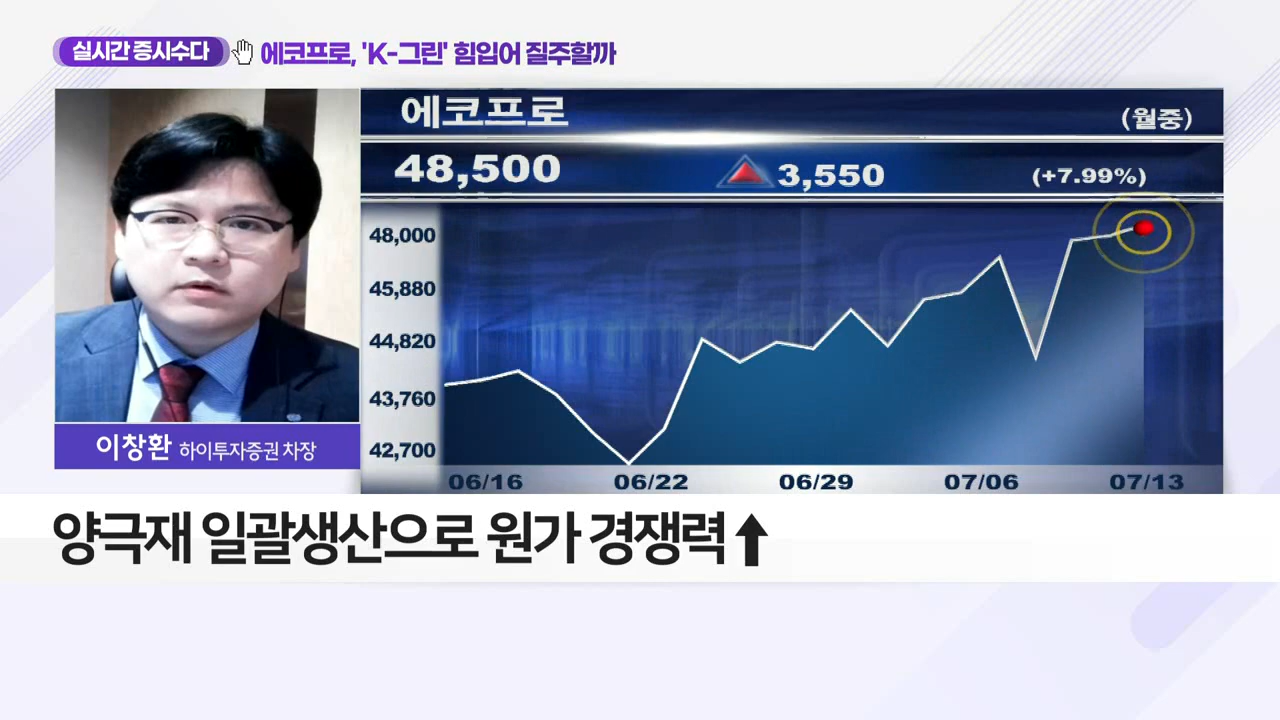 실시간 증시수다 에코프로, 'K-그린' 힘입어 질주할까
에코프로 (월중)
48,500 3,550 (+7.99%)
48,000
45,880
44,820
43,760
42,700
06/16 06/22 06/29 07/06 07/13
이창환 하이투자증권 차장
양극재 일괄생산으로 원가 경쟁력⬆